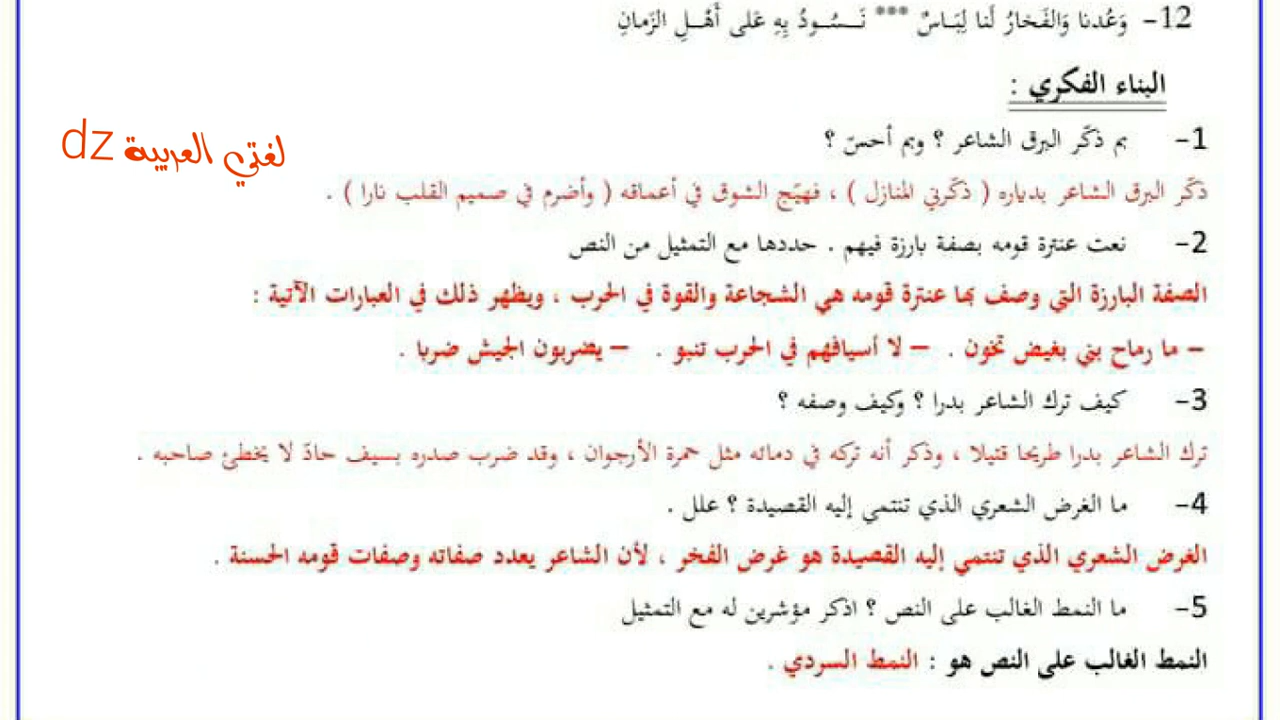 12- وَعُدنا وَالفَخارُ لَنا لِبَـاسٌ *** نَـــسُـــودُ بِهِ عَلى أَهْـــلِ الزَمانِ
البناء الفكري :
لغتي العربية dz
1- بم ذكّر البرق الشاعر ؟ وبم أحسّ ؟
ذكّر البرق الشاعر بدياره ( ذكّرني المنازل ) ، فهيّج الشوق في أعماقه ( وأضرم في صميم القلب نارا ) .
2- نعت عنترة قومه بصفة بارزة فيهم . حددها مع التمثيل من النص
الصفة البارزة التي وصف بها عنترة قومه هي الشجاعة والقوة في الحرب ، ويظهر ذلك في العبارات الآتية :
– ما رماح بني بغيض تخون . – لا أسيافهم في الحرب تنبو . – يضربون الجيش ضربا .
3- كيف ترك الشاعر بدرا ؟ وكيف وصفه ؟
ترك الشاعر بدرا طريحا قتيلا ، وذكر أنه تركه في دمائه مثل حمرة الأرجوان ، وقد ضرب صدره بسيف حادّ لا يخطئ صاحبه .
4- ما الغرض الشعري الذي تنتمي إليه القصيدة ؟ علل .
الغرض الشعري الذي تنتمي إليه القصيدة هو غرض الفخر ، لأن الشاعر يعدد صفاته وصفات قومه الحسنة .
5- ما النمط الغالب على النص ؟ اذكر مؤشرين له مع التمثيل
النمط الغالب على النص هو : النمط السردي .